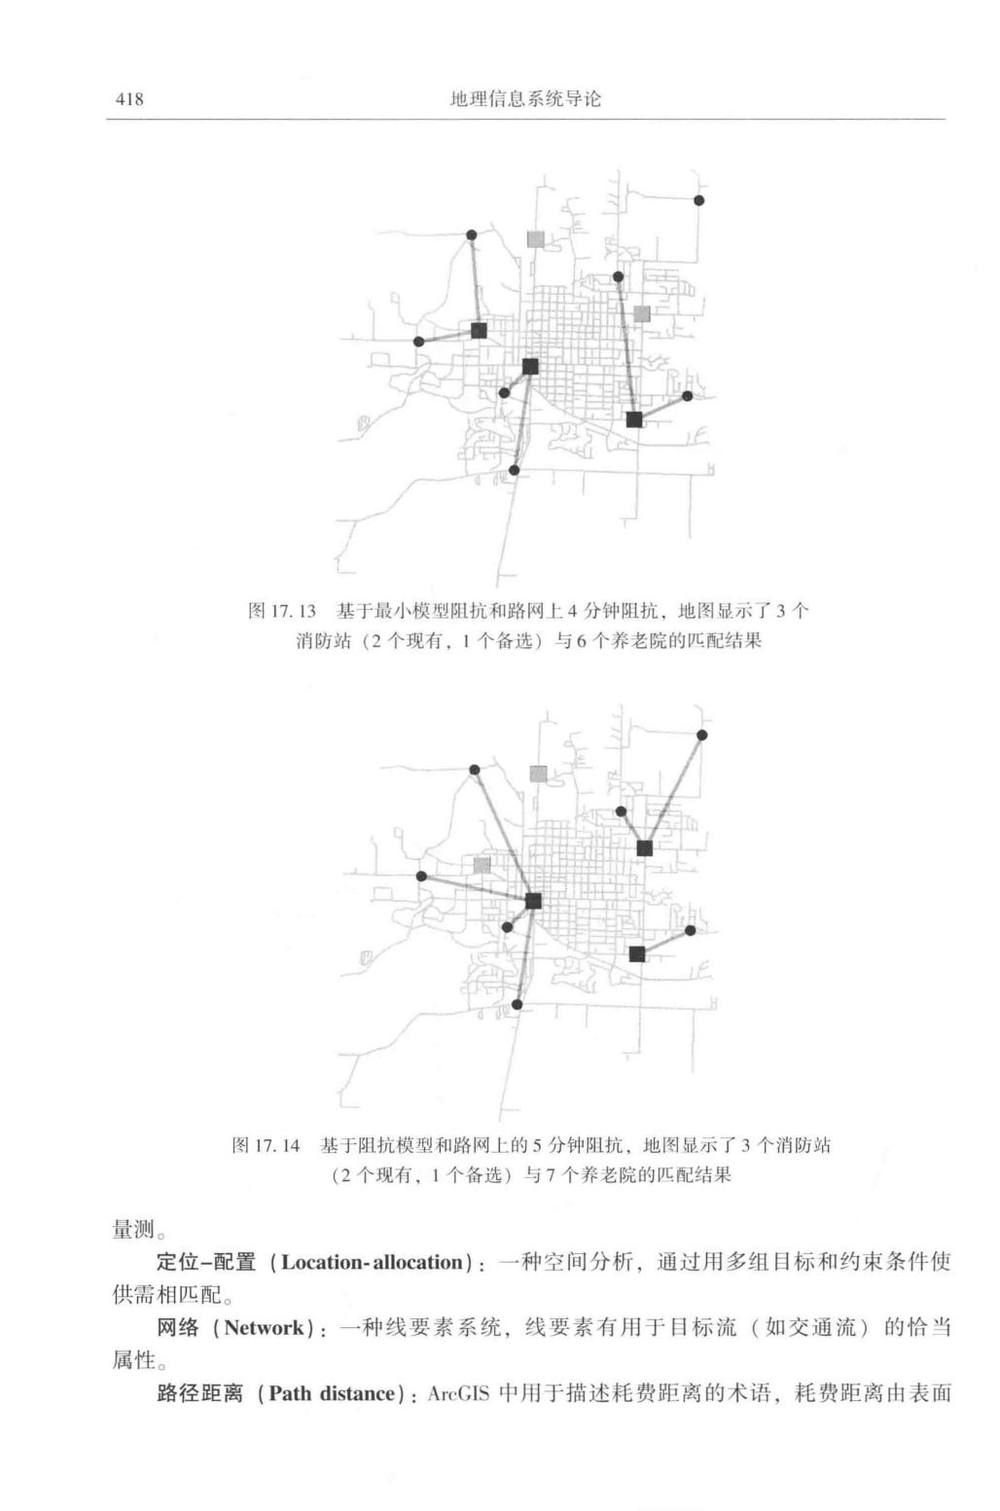 418
地理信息系统导论
图 17.13 基于最小模型阻抗和路网上 4 分钟阻抗，地图显示了 3 个
消防站（2 个现有，1 个备选）与 6 个养老院的匹配结果
图 17.14 基于阻抗模型和路网上的 5 分钟阻抗，地图显示了 3 个消防站
（2 个现有，1 个备选）与 7 个养老院的匹配结果
量测。
定位–配置（Location-allocation）：一种空间分析，通过用多组目标和约束条件使
供需相匹配。
网络（Network）：一种线要素系统，线要素有用于目标流（如交通流）的恰当
属性。
路径距离（Path distance）：ArcGIS 中用于描述耗费距离的术语，耗费距离由表面